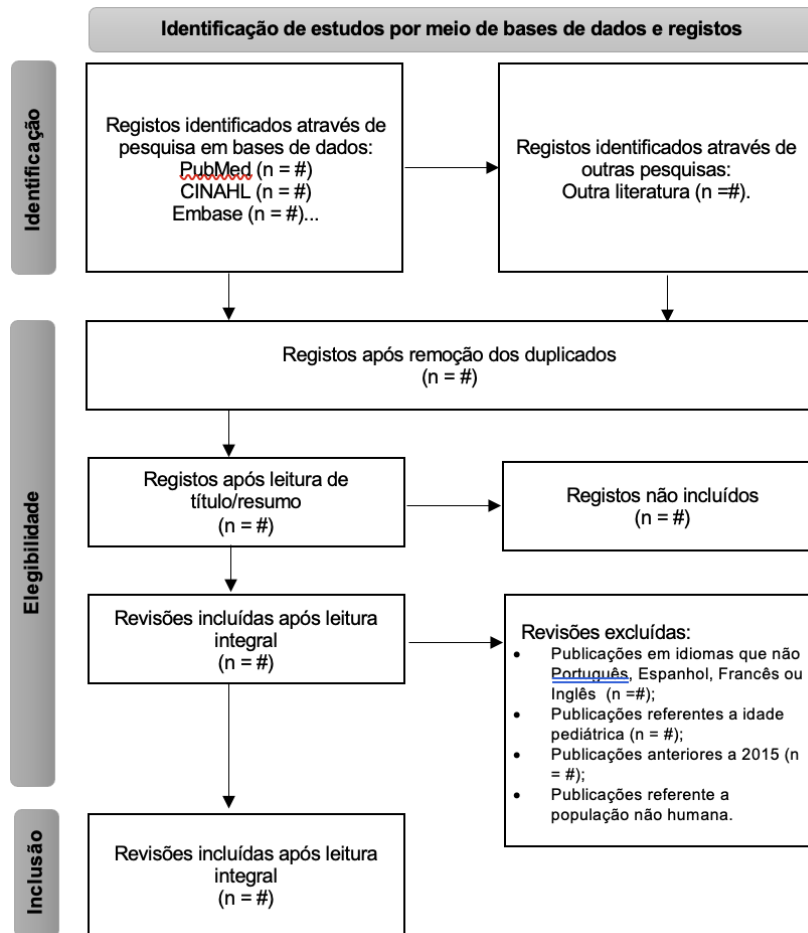 Identificação de estudos por meio de bases de dados e registos
Identificação
Registos identificados através de
pesquisa em bases de dados:
PubMed (n = #)
CINAHL (n = #)
Embase (n = #)...
Registos identificados através de
outras pesquisas:
Outra literatura (n =#).
Elegibilidade
Registos após remoção dos duplicados
(n = #)
Registos após leitura de
título/resumo
(n = #)
Registos não incluídos
(n = #)
Revisões incluídas após leitura
integral
(n = #)
Revisões excluídas:
• Publicações em idiomas que não
Português, Espanhol, Francês ou
Inglês (n =#);
• Publicações referentes a idade
pediátrica (n = #);
• Publicações anteriores a 2015 (n
= #);
• Publicações referente a
população não humana.
Inclusão
Revisões incluídas após leitura
integral
(n = #)